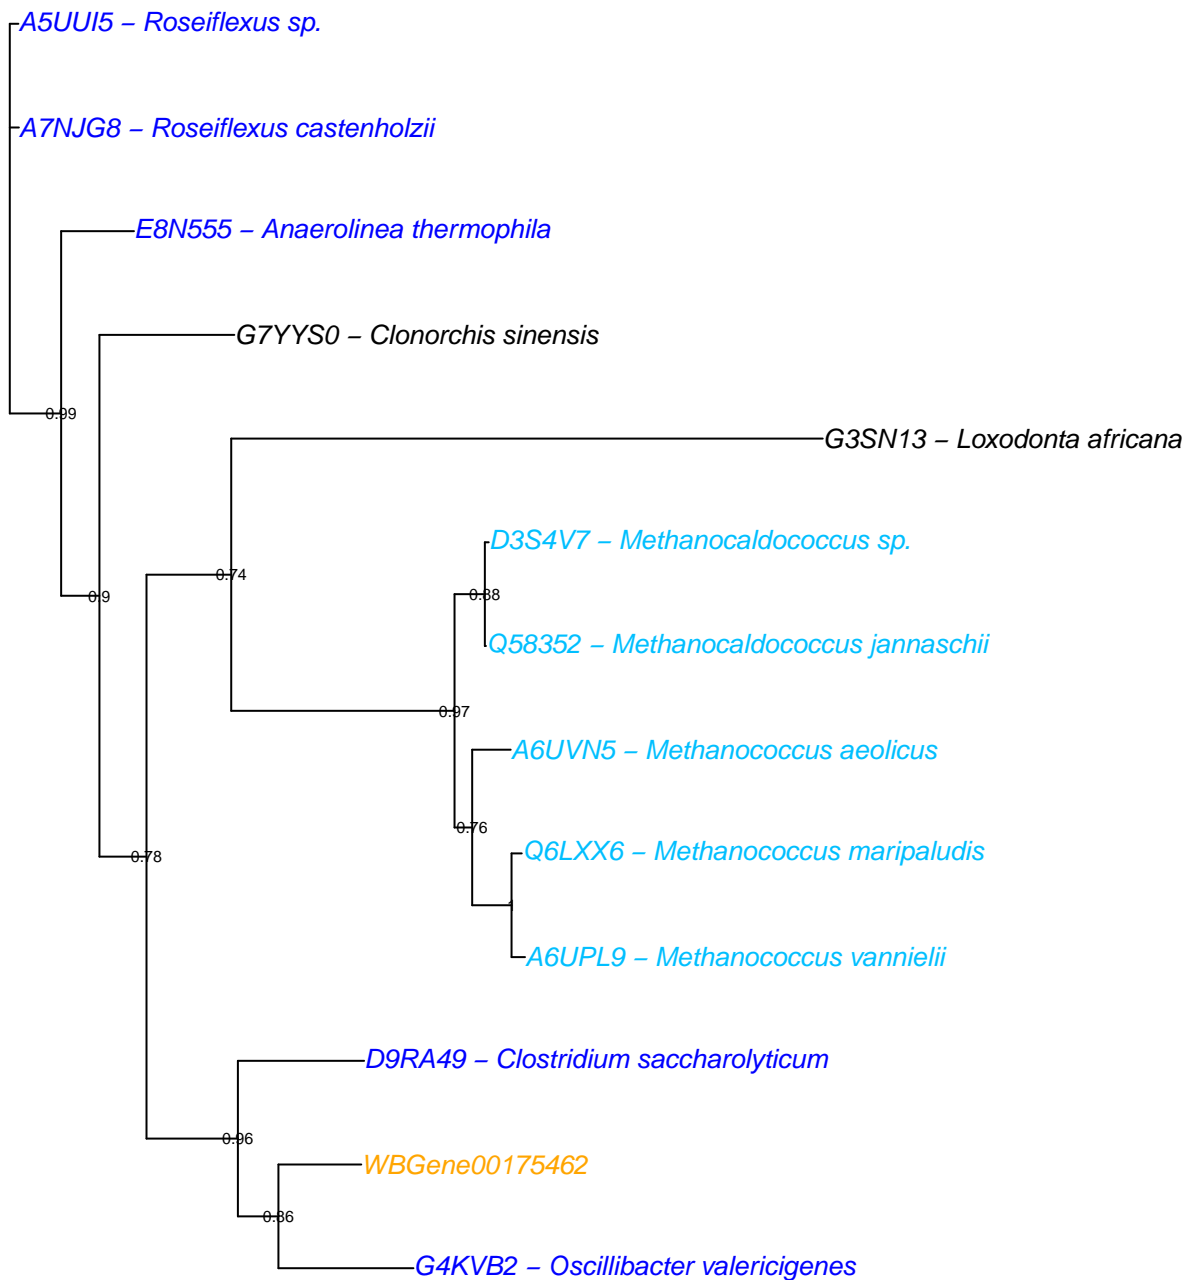 A5UUI5 – Roseiflexus sp.
A7NJG8 – Roseiflexus castenholzii
E8N555 – Anaerolinea thermophila
G7YYS0 – Clonorchis sinensis
0.99
G3SN13 – Loxodonta africana
D3S4V7 – Methanocaldococcus sp.
0.74
0.88
0.9
Q58352 – Methanocaldococcus jannaschii
0.97
A6UVN5 – Methanococcus aeolicus
0.76
Q6LXX6 – Methanococcus maripaludis
0.78
1
A6UPL9 – Methanococcus vannielii
D9RA49 – Clostridium saccharolyticum
0.96
WBGene00175462
0.86
G4KVB2 – Oscillibacter valericigenes